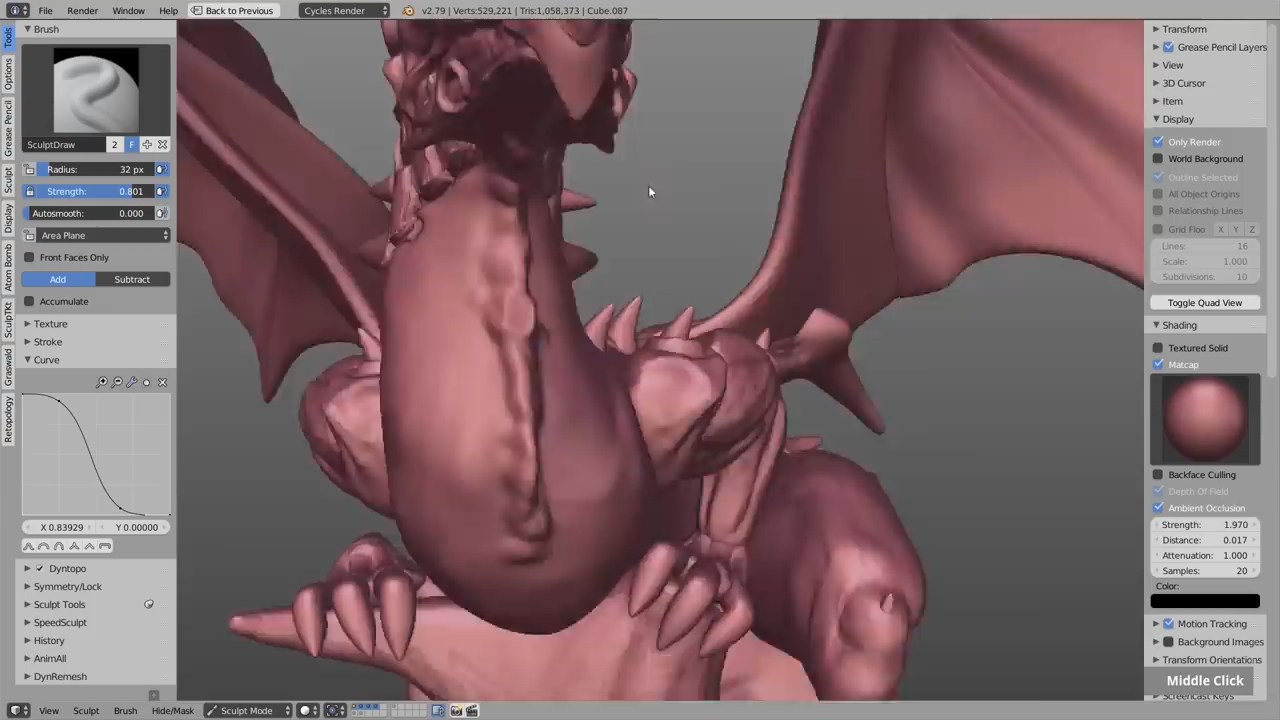 File Render Window Help Back to Previous Cycles Render v2.79 | Verts:529,221 | Tris:1,058,373 | Cube.087
Tools
Options
Grease Pencil
Sculpt
Display
Atom Bomb
SculptTkt
Graswald
Retopology
Brush
SculptDraw 2 F
Radius: 32 px
Strength: 0.801
Autosmooth: 0.000
Area Plane
Front Faces Only
Add Subtract
Accumulate
Texture
Stroke
Curve
X 0.83929 Y 0.00000
Dyntopo
Symmetry/Lock
Sculpt Tools
SpeedSculpt
History
AnimAll
DynRemesh
Transform
Grease Pencil Layers
View
3D Cursor
Item
Display
Only Render
World Background
Outline Selected
All Object Origins
Relationship Lines
Grid Floo X Y Z
Lines: 16
Scale: 1.000
Subdivisions: 10
Toggle Quad View
Shading
Textured Solid
Matcap
Backface Culling
Depth Of Field
Ambient Occlusion
Strength: 1.970
Distance: 0.017
Attenuation: 1.000
Samples: 20
Color:
Motion Tracking
Background Images
Transform Orientations
Middle Click
View Sculpt Brush Hide/Mask Sculpt Mode